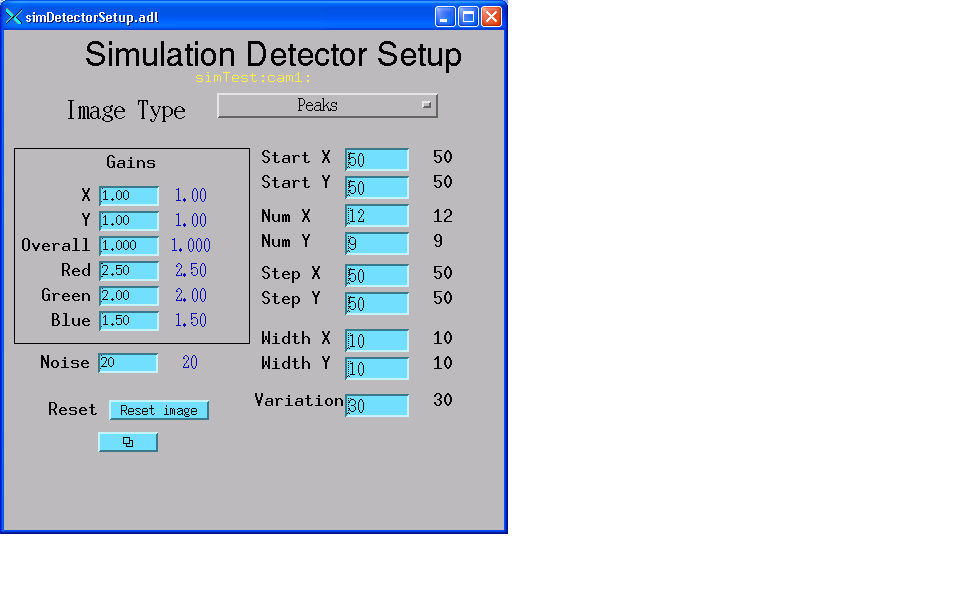 simDetectorSetup.adl
Simulation Detector Setup
simTest:cam1:
Image Type Peaks
Gains
X 1.00 1.00
Y 1.00 1.00
Overall 1.000 1.000
Red 2.50 2.50
Green 2.00 2.00
Blue 1.50 1.50
Noise 20 20
Reset Reset image
Start X 50 50
Start Y 50 50
Num X 12 12
Num Y 9 9
Step X 50 50
Step Y 50 50
Width X 10 10
Width Y 10 10
Variation 30 30